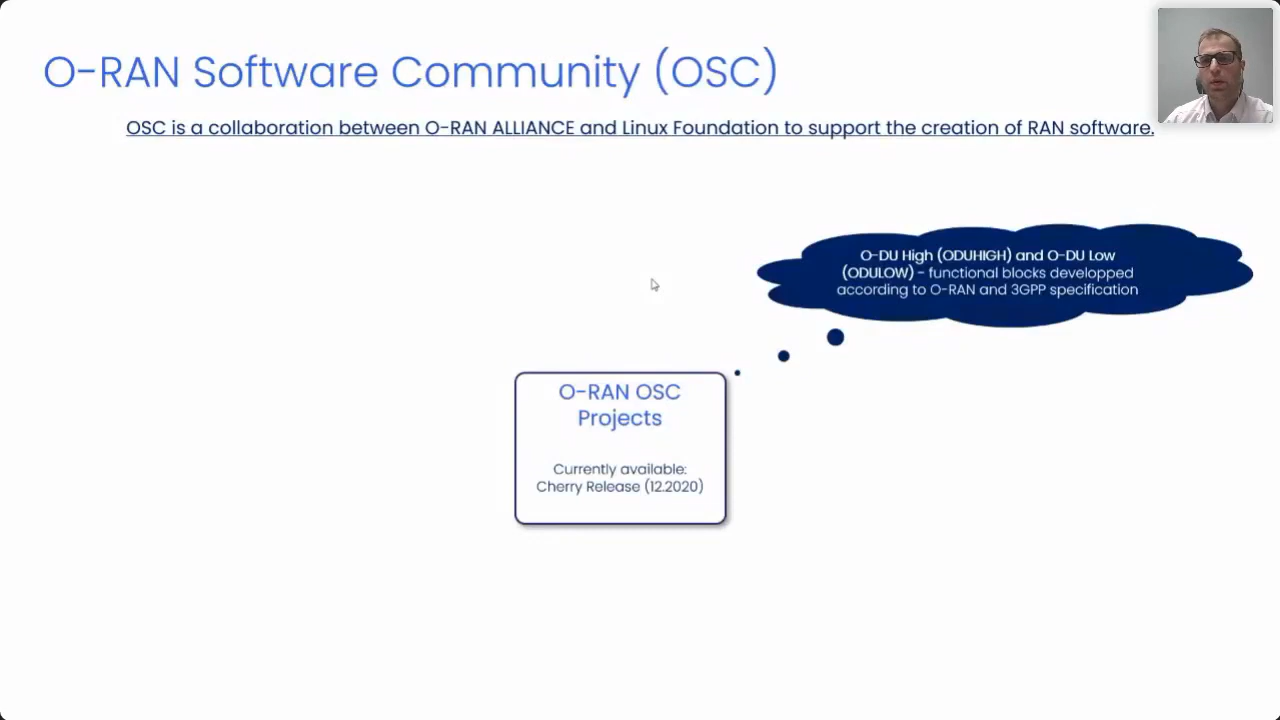 O-RAN Software Community (OSC)
OSC is a collaboration between O-RAN ALLIANCE and Linux Foundation to support the creation of RAN software.
O-DU High (ODUHIGH) and O-DU Low
(ODULOW) - functional blocks developped
according to O-RAN and 3GPP specification
O-RAN OSC
Projects
Currently available:
Cherry Release (12.2020)